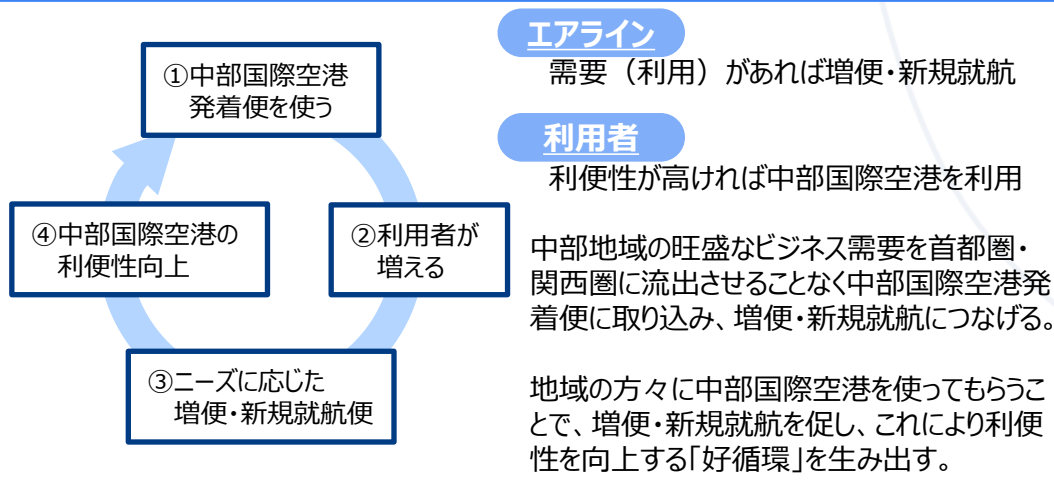 ①中部国際空港
発着便を使う
②利用者が
増える
③ニーズに応じた
増便・新規就航便
④中部国際空港の
利便性向上
エアライン
需要（利用）があれば増便・新規就航
利用者
利便性が高ければ中部国際空港を利用
中部地域の旺盛なビジネス需要を首都圏・
関西圏に流出させることなく中部国際空港発
着便に取り込み、増便・新規就航につなげる。
地域の方々に中部国際空港を使ってもらうこ
とで、増便・新規就航を促し、これにより利便
性を向上する「好循環」を生み出す。